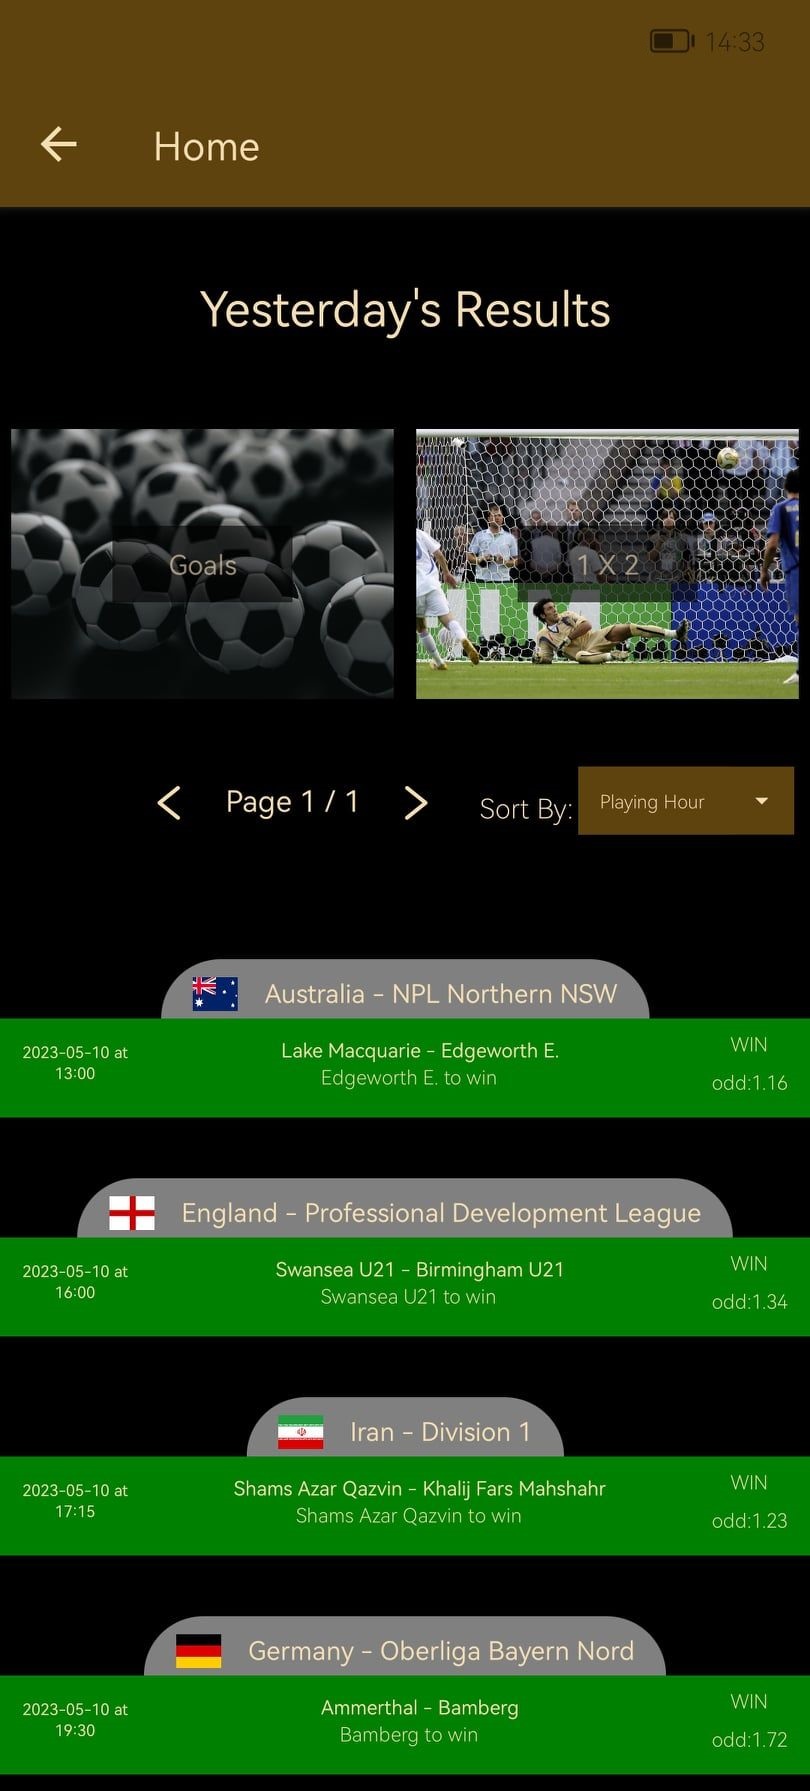 14:33
Home
Yesterday's Results
Goals
1 X 2
Page 1 / 1
Sort By:
Playing Hour
Australia - NPL Northern NSW
2023-05-10 at
13:00
Lake Macquarie - Edgeworth E.
Edgeworth E. to win
WIN
odd:1.16
England - Professional Development League
2023-05-10 at
16:00
Swansea U21 - Birmingham U21
Swansea U21 to win
WIN
odd:1.34
Iran - Division 1
2023-05-10 at
17:15
Shams Azar Qazvin - Khalij Fars Mahshahr
Shams Azar Qazvin to win
WIN
odd:1.23
Germany - Oberliga Bayern Nord
2023-05-10 at
19:30
Ammerthal - Bamberg
Bamberg to win
WIN
odd:1.72